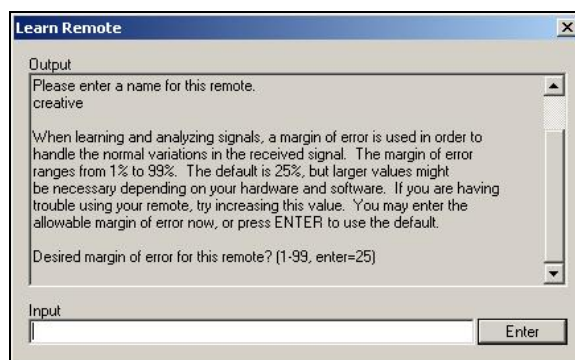 Learn Remote
Output
Please enter a name for this remote.
creative
When learning and analyzing signals, a margin of error is used in order to
handle the normal variations in the received signal. The margin of error
ranges from 1% to 99%. The default is 25%, but larger values might
be necessary depending on your hardware and software. If you are having
trouble using your remote, try increasing this value. You may enter the
allowable margin of error now, or press ENTER to use the default.
Desired margin of error for this remote? (1-99, enter=25)
Input
Enter